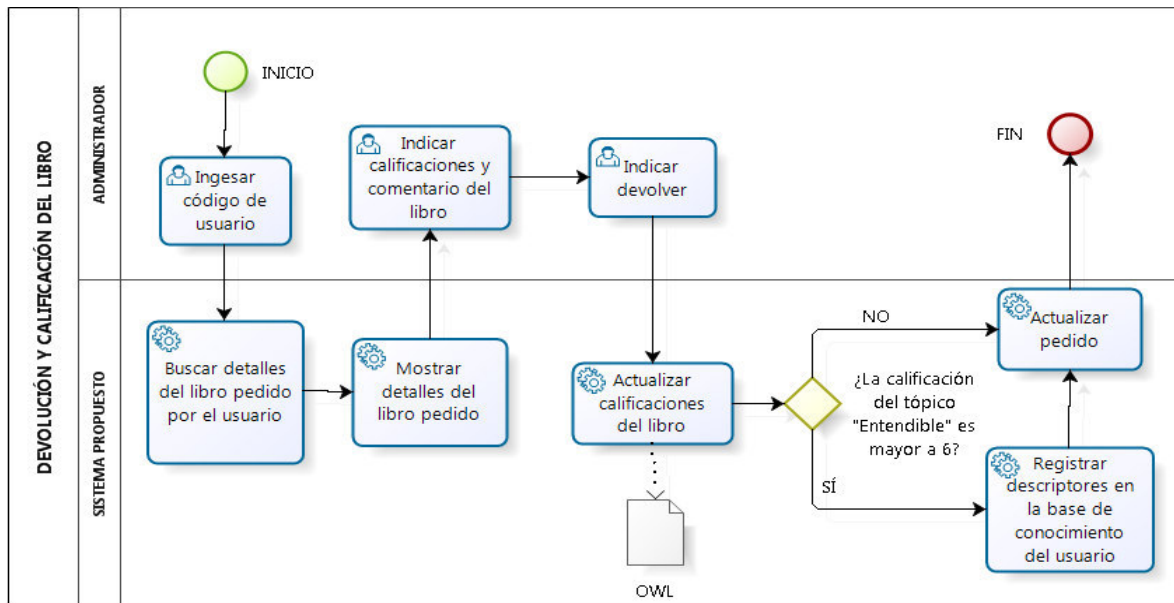 DEVOLUCIÓN Y CALIFICACIÓN DEL LIBRO
ADMINISTRADOR
INICIO
Ingesar
código de
usuario
Indicar
calificaciones y
comentario del
libro
Indicar
devolver
FIN
SISTEMA PROPUESTO
Buscar detalles
del libro pedido
por el usuario
Mostrar
detalles del
libro pedido
Actualizar
calificaciones
del libro
OWL
¿La calificación
del tópico
"Entendible" es
mayor a 6?
NO
SÍ
Actualizar
pedido
Registrar
descriptores en
la base de
conocimiento
del usuario